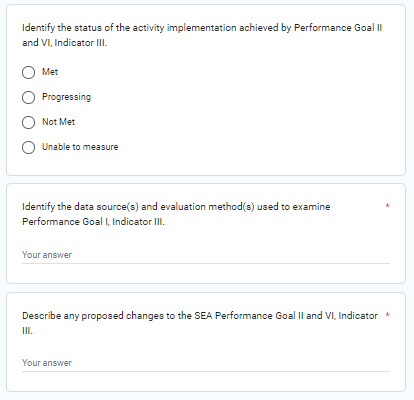 Identify the status of the activity implementation achieved by Performance Goal II
and VI, Indicator III.
Met
Progressing
Not Met
Unable to measure
Identify the data source(s) and evaluation method(s) used to examine *
Performance Goal I, Indicator III.
Your answer
Describe any proposed changes to the SEA Performance Goal II and VI, Indicator *
III.
Your answer